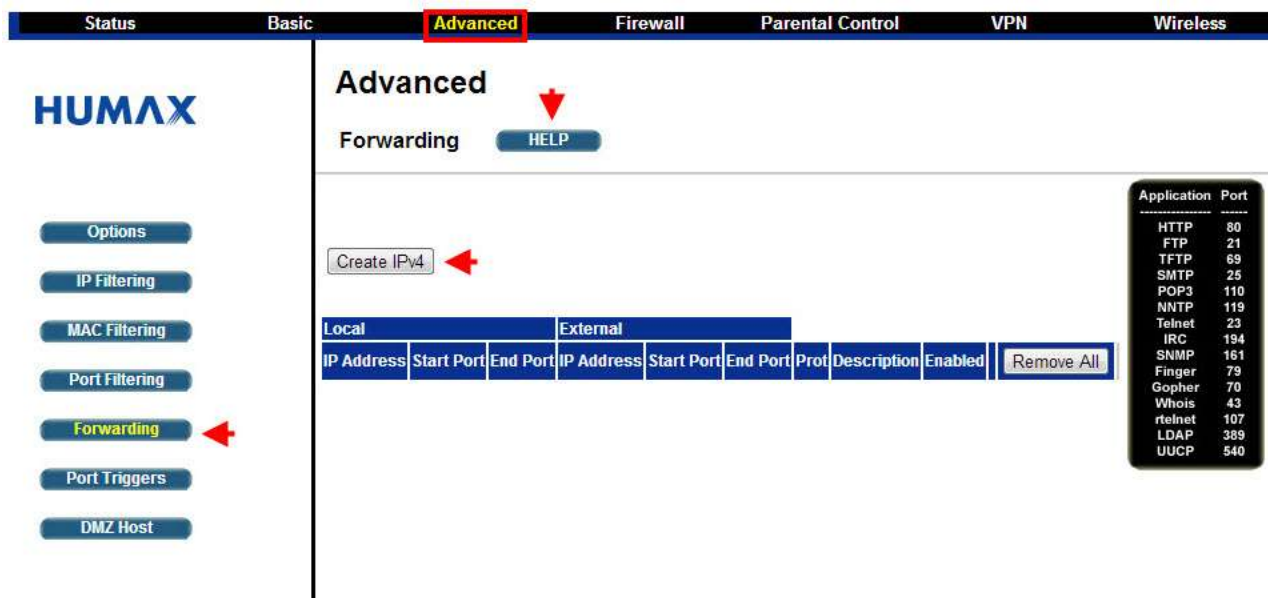 Status Basic Advanced Firewall Parental Control VPN Wireless
HUMAX
Options
IP Filtering
MAC Filtering
Port Filtering
Forwarding
Port Triggers
DMZ Host
Advanced
Forwarding HELP
Create IPv4
Local External
IP Address Start Port End Port IP Address Start Port End Port Prot Description Enabled Remove All
Application Port
---------------- ------
HTTP 80
FTP 21
TFTP 69
SMTP 25
POP3 110
NNTP 119
Telnet 23
IRC 194
SNMP 161
Finger 79
Gopher 70
Whois 43
rtelnet 107
LDAP 389
UUCP 540